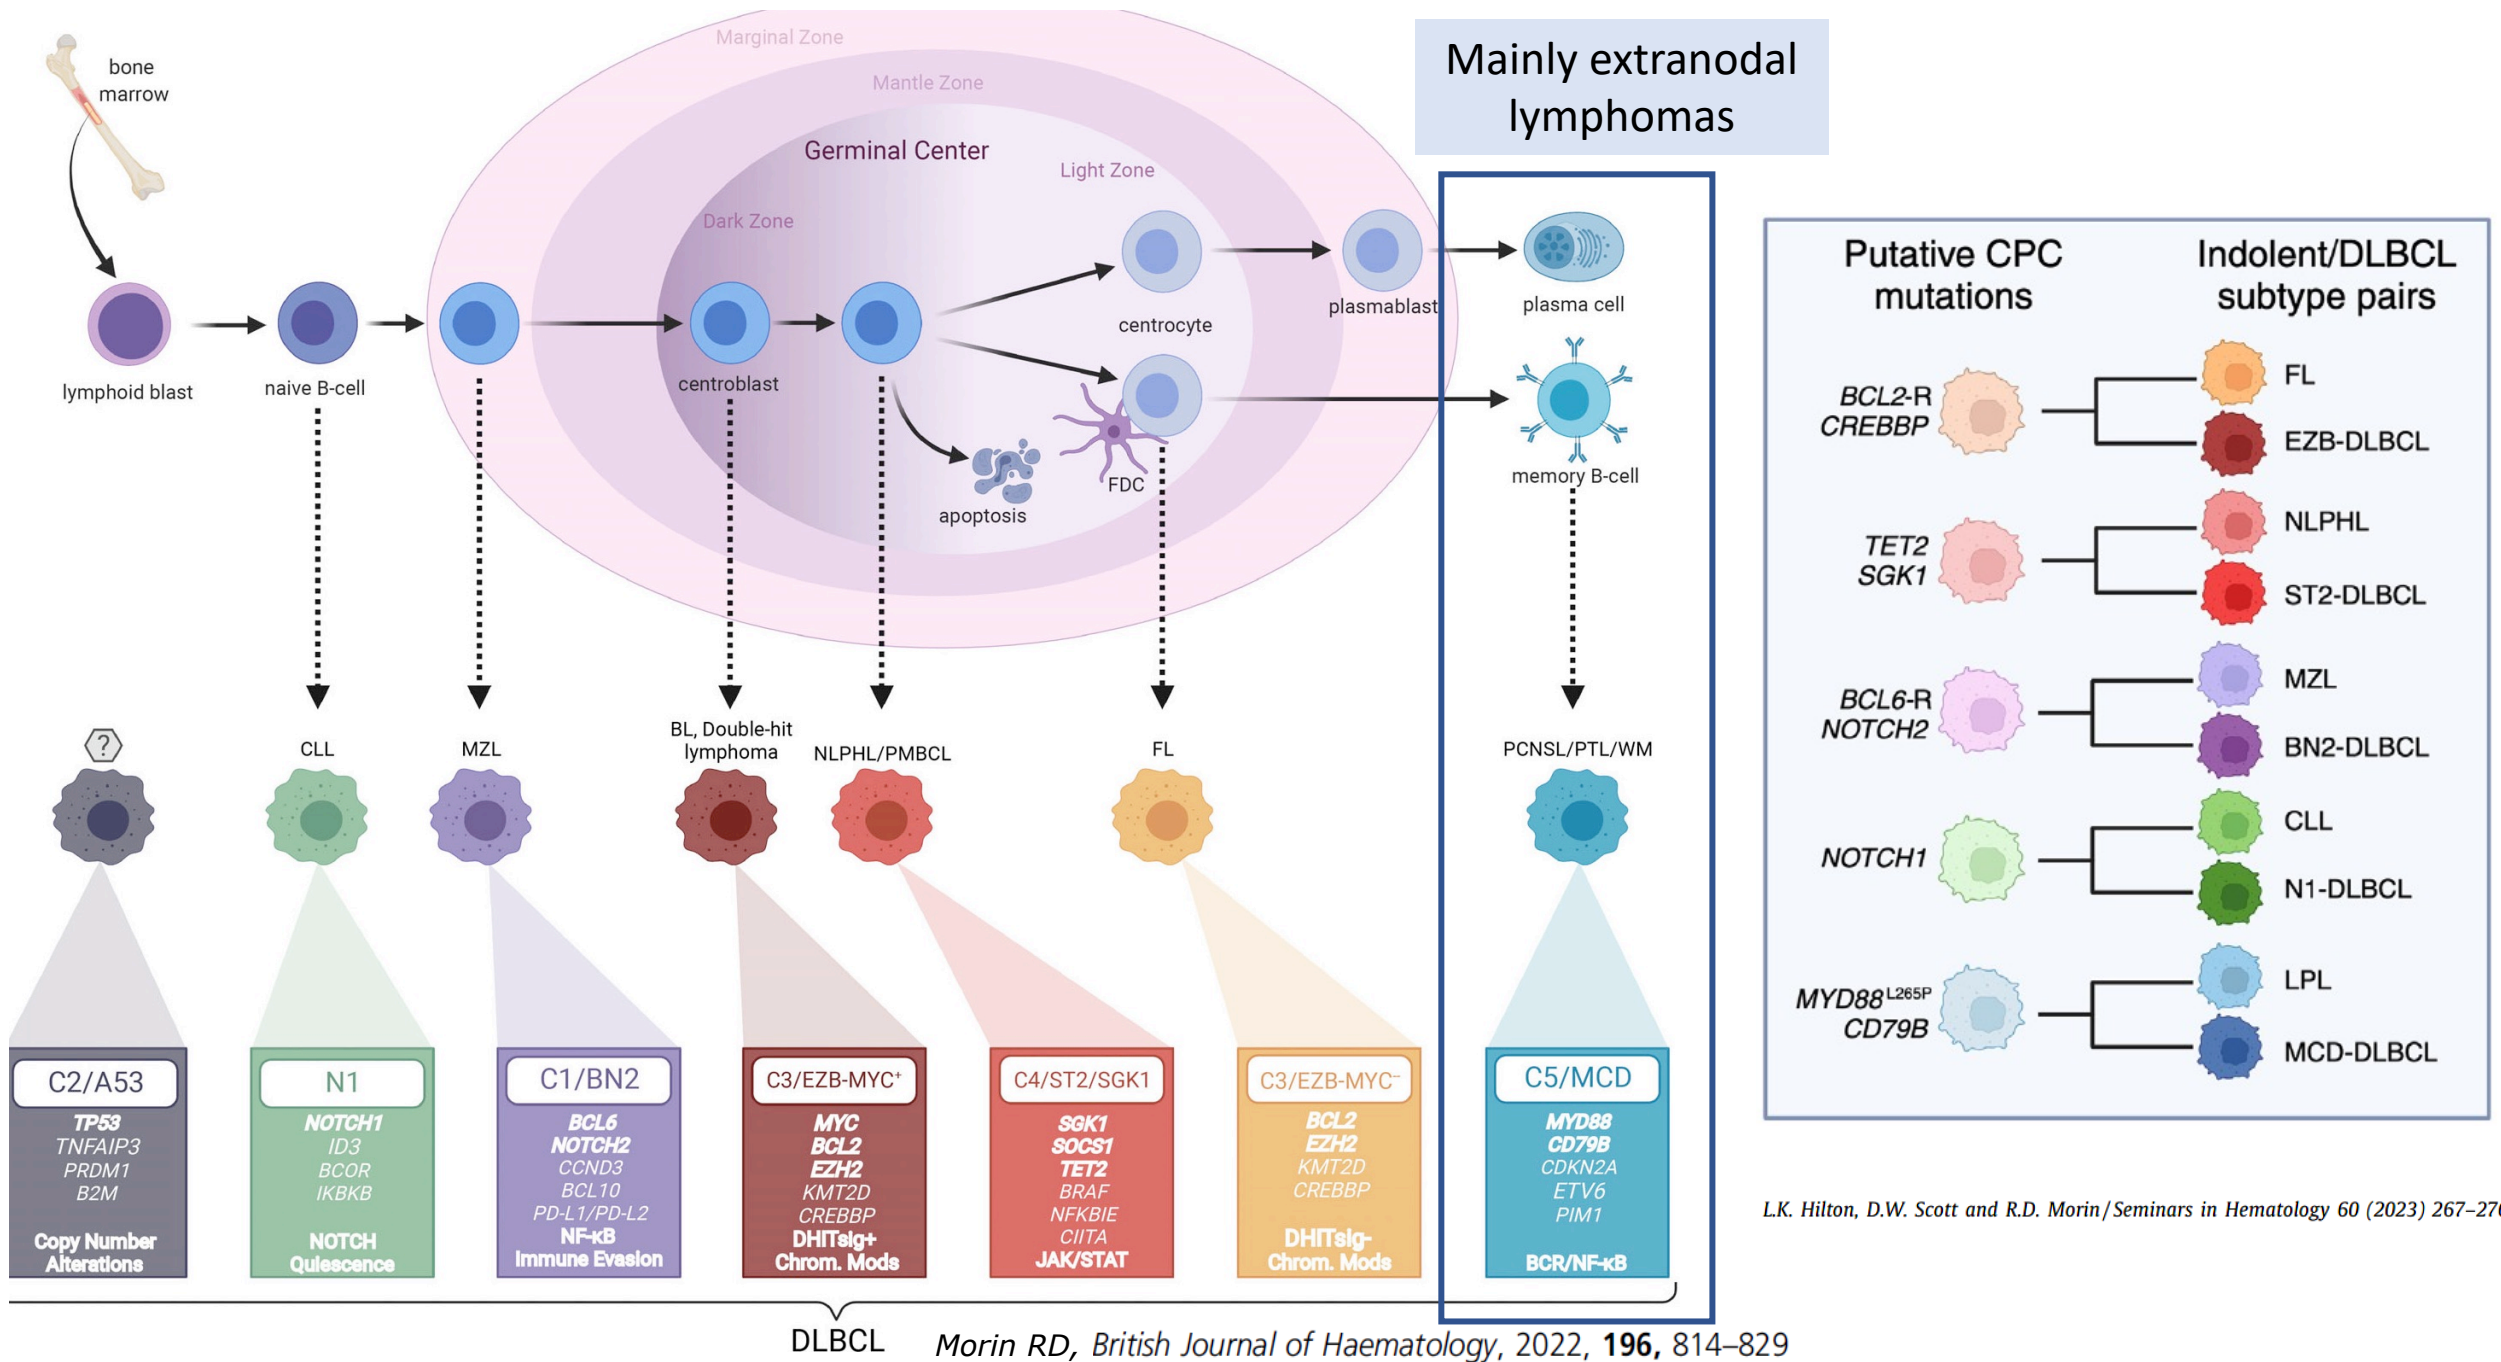 Marginal Zone
Mantle Zone
Germinal Center
Light Zone
Dark Zone
bone
marrow
lymphoid blast
naive B-cell
centroblast
centrocyte
apoptosis
FDC
plasmablast
Mainly extranodal
lymphomas
plasma cell
memory B-cell
?
CLL
MZL
BL, Double-hit
lymphoma
NLPHL/PMBCL
FL
PCNSL/PTL/WM
C2/A53
TP53
TNFAIP3
PRDM1
B2M
Copy Number
Alterations
N1
NOTCH1
ID3
BCOR
IKBKB
NOTCH
Quiescence
C1/BN2
BCL6
NOTCH2
CCND3
BCL10
PD-L1/PD-L2
NF-κB
Immune Evasion
C3/EZB-MYC⁺
MYC
BCL2
EZH2
KMT2D
CREBBP
DHITsig+
Chrom. Mods
C4/ST2/SGK1
SGK1
SOCS1
TET2
BRAF
NFKBIE
CIITA
JAK/STAT
C3/EZB-MYC⁻
BCL2
EZH2
KMT2D
CREBBP
DHITsig-
Chrom. Mods
C5/MCD
MYD88
CD79B
CDKN2A
ETV6
PIM1
BCR/NF-κB
DLBCL
Morin RD, British Journal of Haematology, 2022, 196, 814–829
Putative CPC
mutations
Indolent/DLBCL
subtype pairs
BCL2-R
CREBBP
FL
EZB-DLBCL
TET2
SGK1
NLPHL
ST2-DLBCL
BCL6-R
NOTCH2
MZL
BN2-DLBCL
NOTCH1
CLL
N1-DLBCL
MYD88 L265P
CD79B
LPL
MCD-DLBCL
L.K. Hilton, D.W. Scott and R.D. Morin / Seminars in Hematology 60 (2023) 267–276